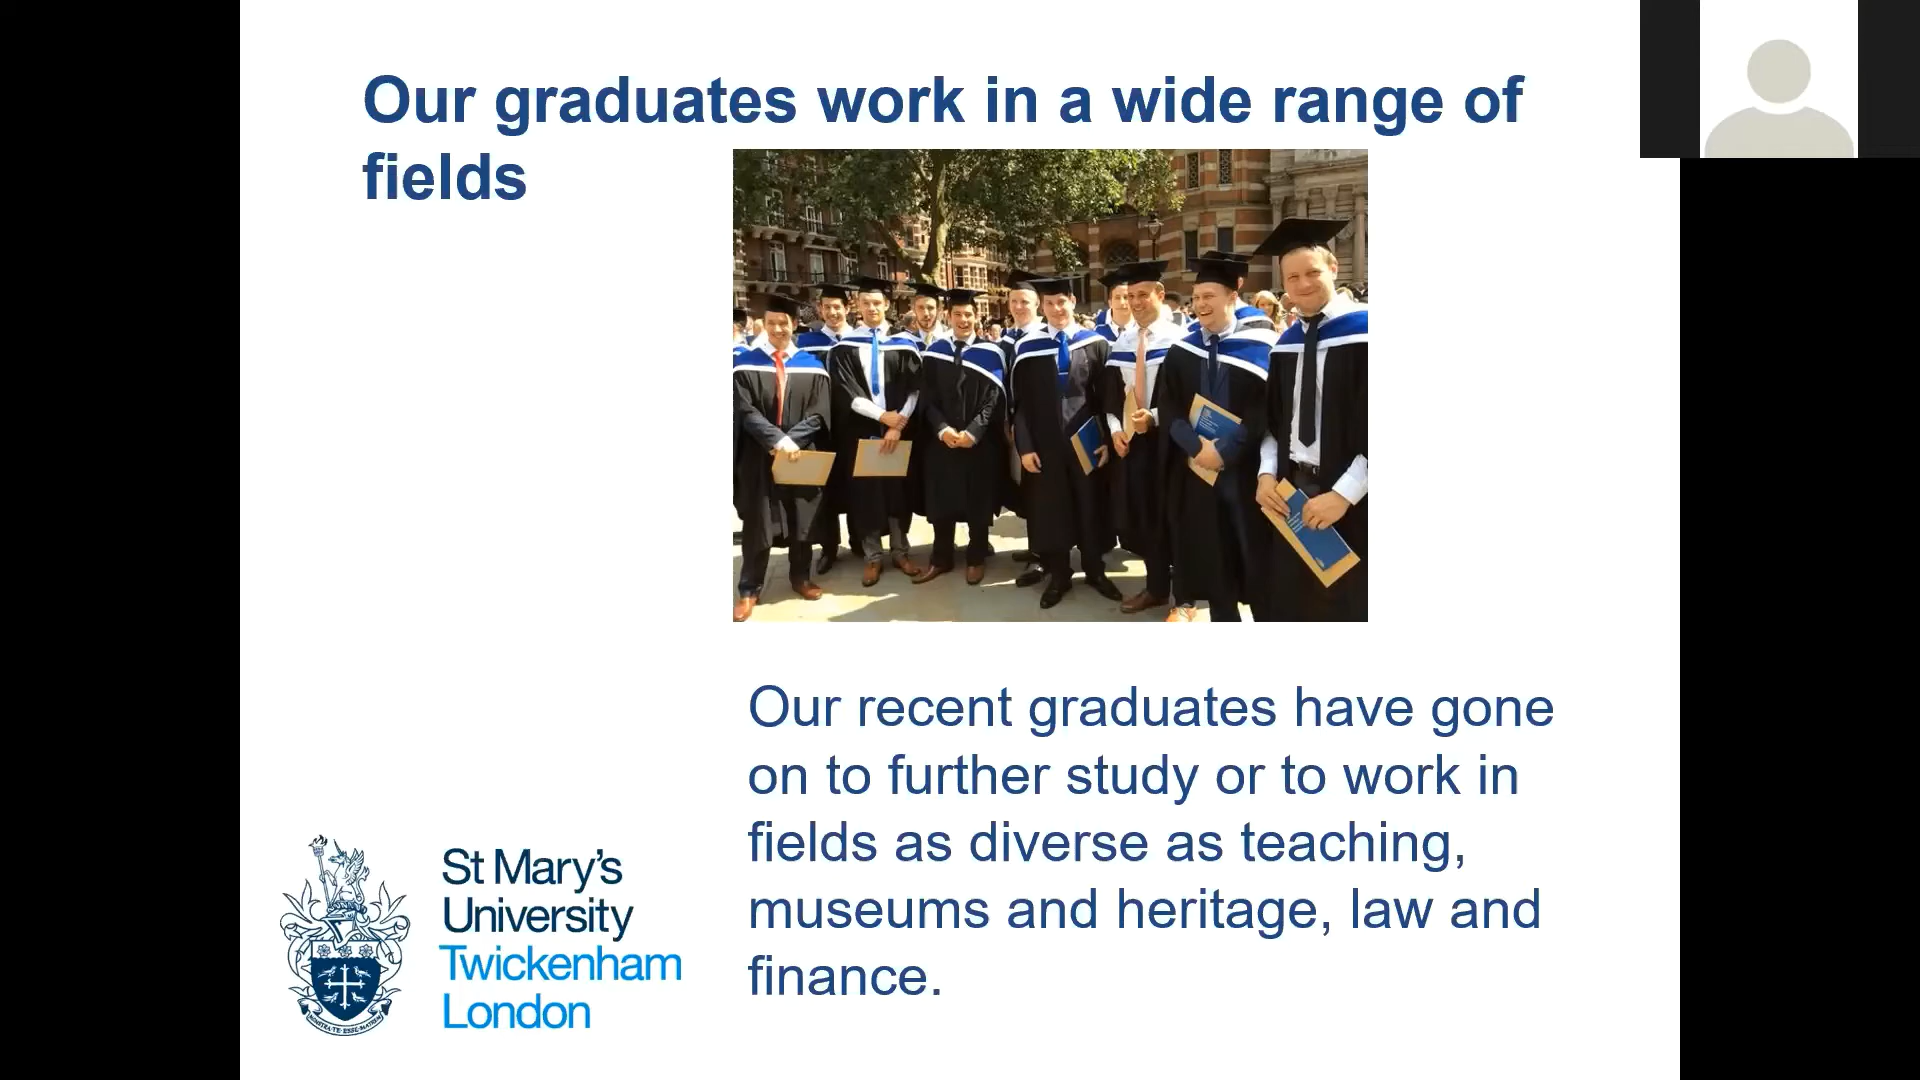 Our graduates work in a wide range of
fields
Our recent graduates have gone
on to further study or to work in
fields as diverse as teaching,
museums and heritage, law and
finance.
St Mary's
University
Twickenham
London